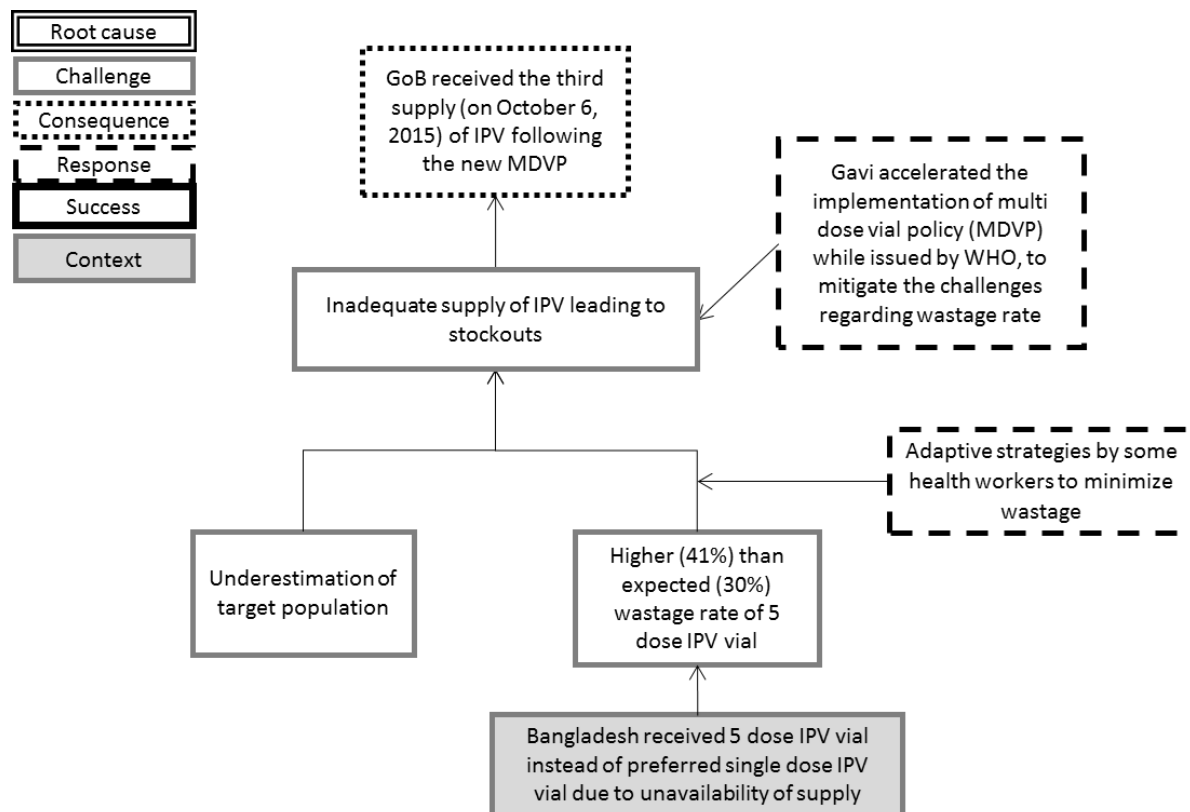 Root cause
Challenge
Consequence
Response
Success
Context
GoB received the third
supply (on October 6,
2015) of IPV following
the new MDVP
Gavi accelerated the
implementation of multi
dose vial policy (MDVP)
while issued by WHO, to
mitigate the challenges
regarding wastage rate
Inadequate supply of IPV leading to
stockouts
Adaptive strategies by some
health workers to minimize
wastage
Underestimation of
target population
Higher (41%) than
expected (30%)
wastage rate of 5
dose IPV vial
Bangladesh received 5 dose IPV vial
instead of preferred single dose IPV
vial due to unavailability of supply